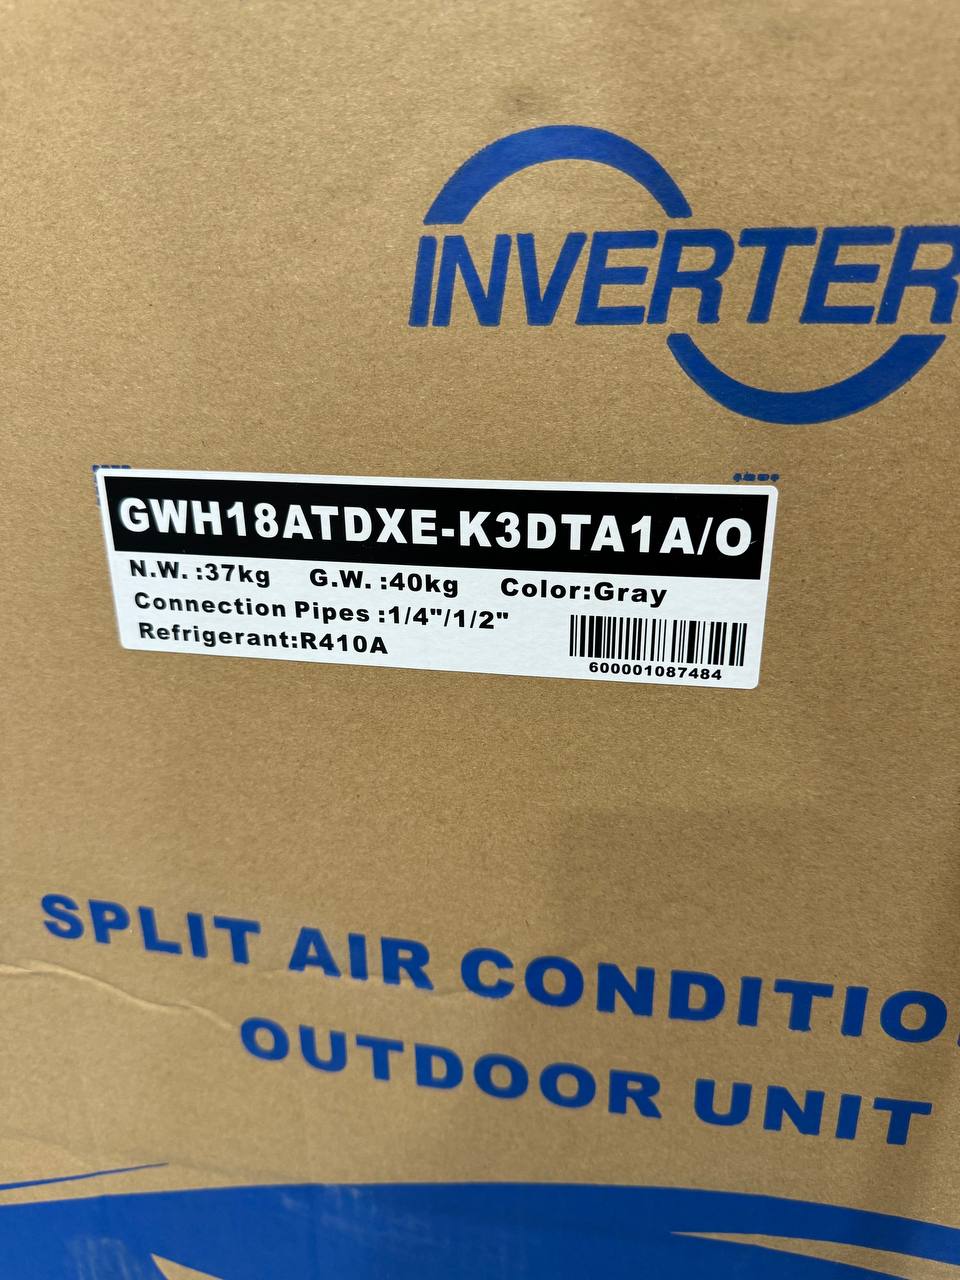 INVERTER
GWH18ATDXE-K3DTA1A/O
N.W. :37kg G.W. :40kg Color:Gray
Connection Pipes :1/4"/1/2"
Refrigerant:R410A
600001087484
SPLIT AIR CONDITIO
OUTDOOR UNIT